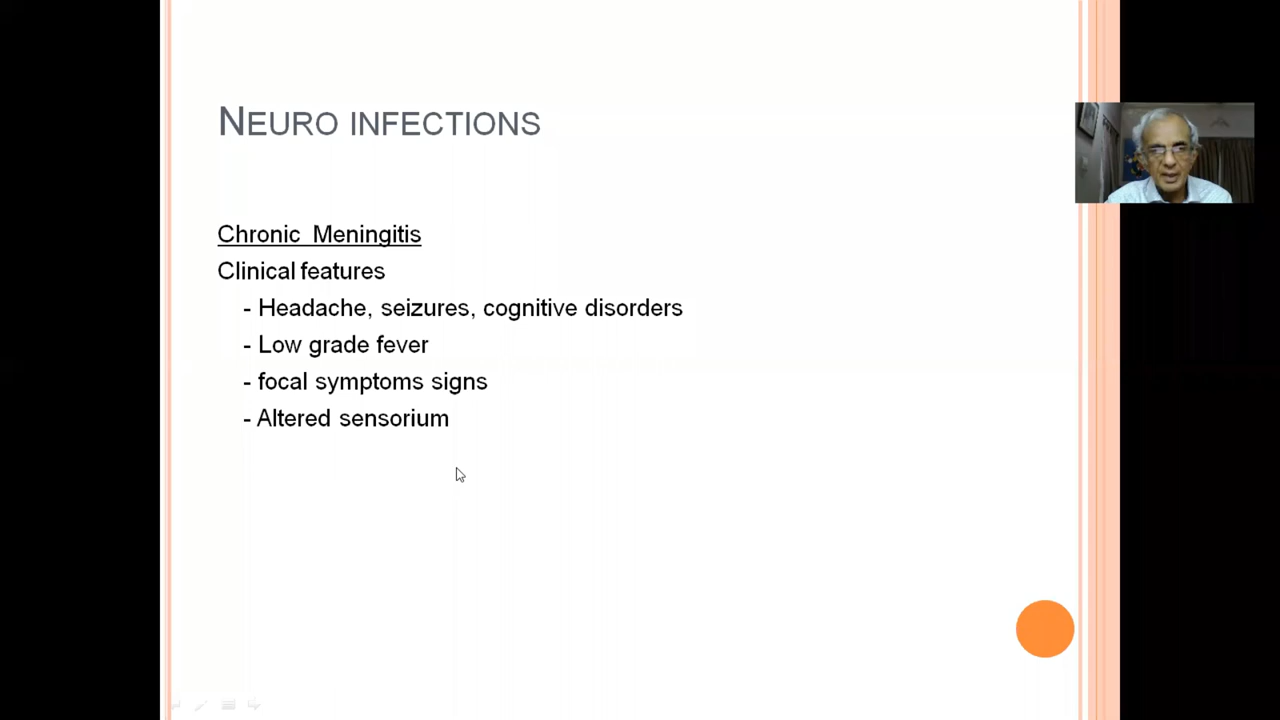 NEURO INFECTIONS
Chronic Meningitis
Clinical features
- Headache, seizures, cognitive disorders
- Low grade fever
- focal symptoms signs
- Altered sensorium